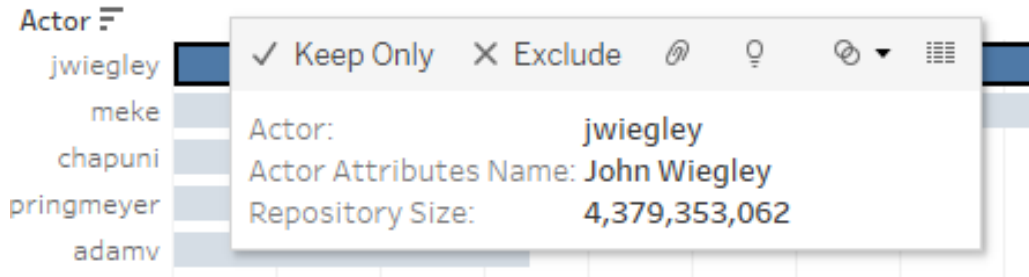 Actor
jwiegley
Keep Only Exclude
meke
Actor: jwiegley
chapuni
Actor Attributes Name: John Wiegley
pringmeyer
Repository Size: 4,379,353,062
adamv